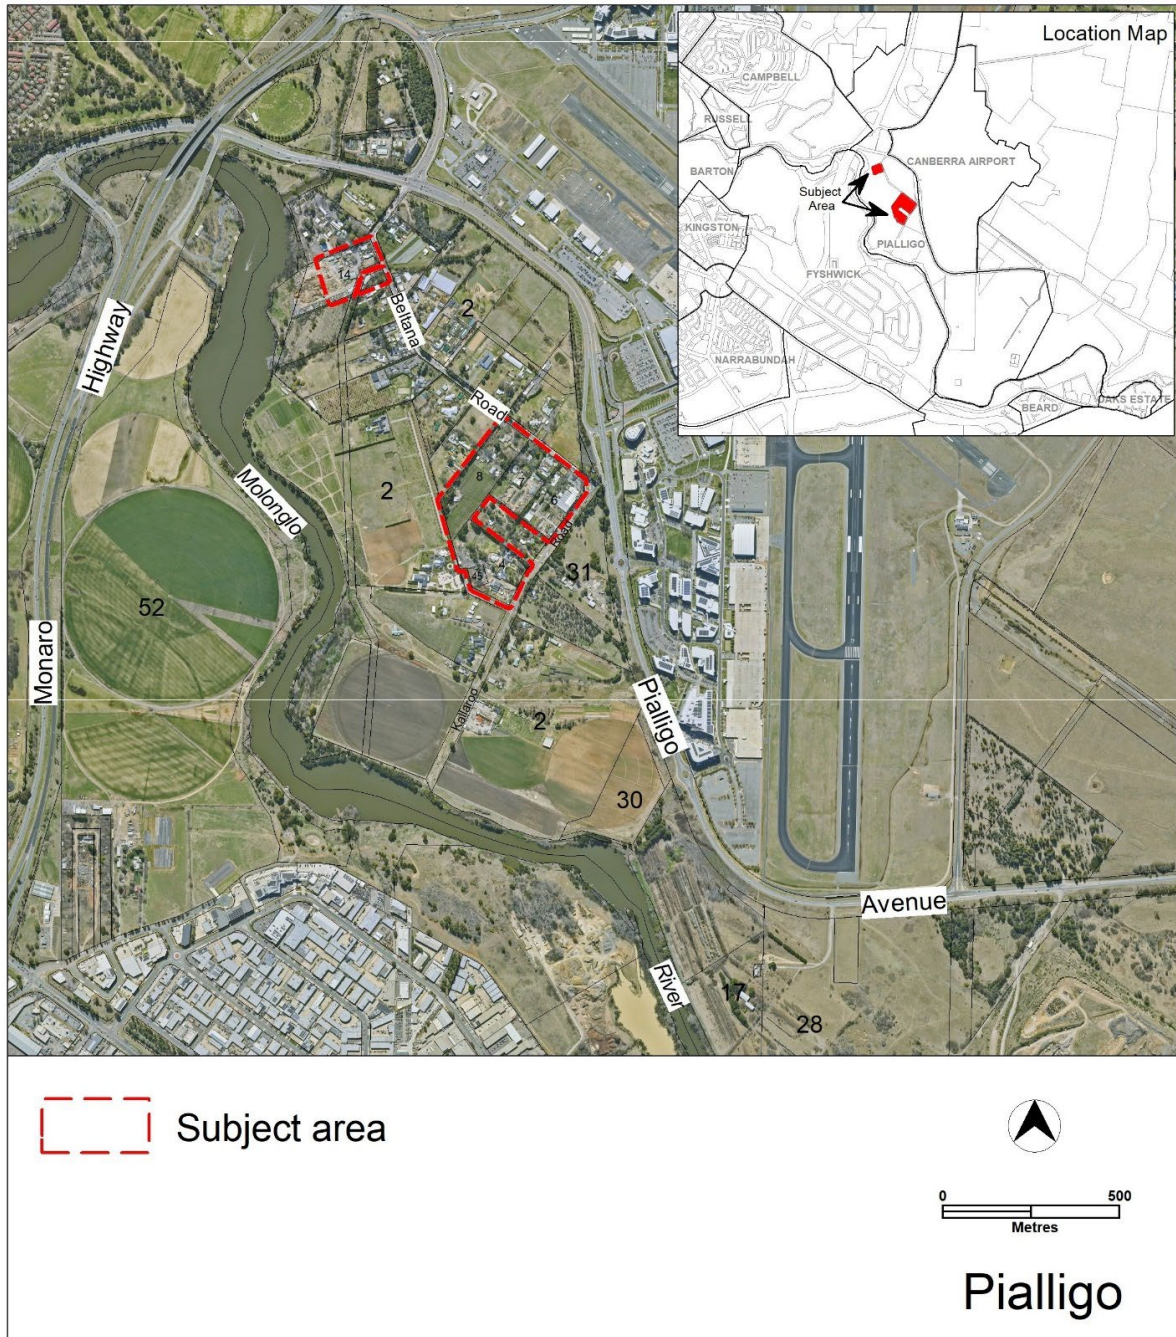 Location Map
CAMPBELL
RUSSELL
CANBERRA AIRPORT
BARTON
Subject
Area
KINGSTON
PIALLIGO
FYSHWICK
NARRABUNDAH
BEARD
OAKS ESTATE
14
Beltana
2
Highway
Road
8
7
6
2
Molonglo
Road
4
31
52
Monaro
Kallaroo
Pialligo
2
30
Avenue
River
17
28
Subject area
0 500
Metres
Pialligo